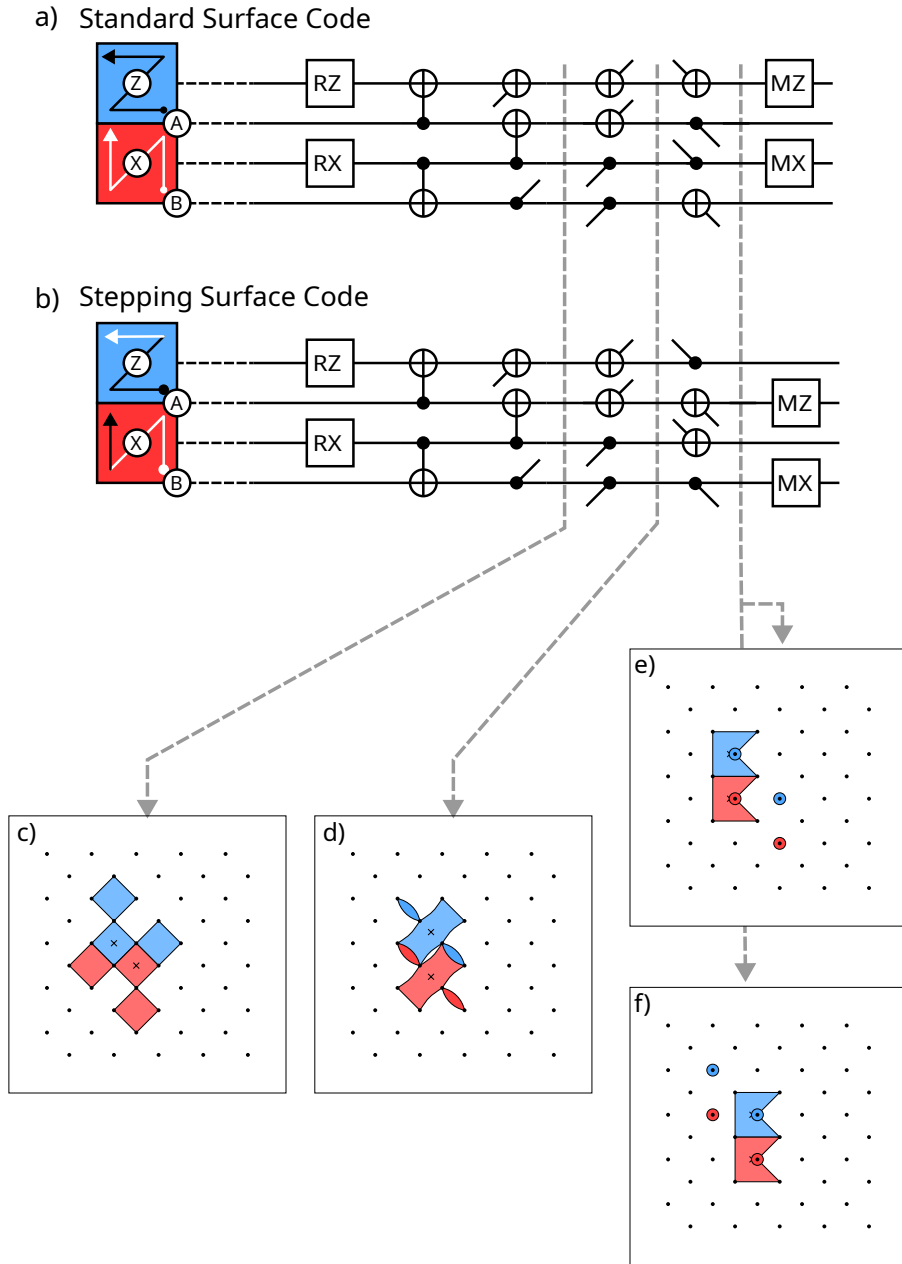 a) Standard Surface Code
Z
RZ
MZ
A
X
RX
MX
B
b) Stepping Surface Code
Z
RZ
A
MZ
X
RX
B
MX
e)
c)
d)
f)